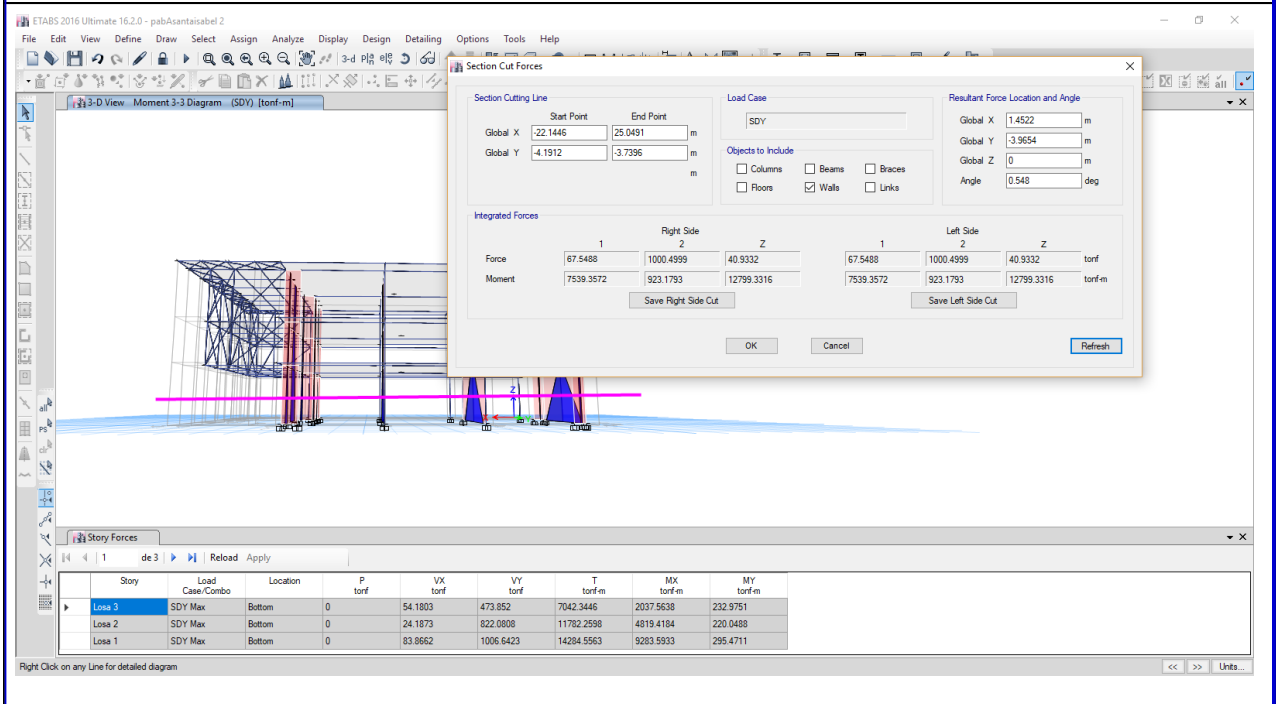 ETABS 2016 Ultimate 16.2.0 - pabAsantaisabel 2
File Edit View Define Draw Select Assign Analyze Display Design Detailing Options Tools Help
3-d
3-D View Moment 3-3 Diagram (SDY) [tonf-m]
Section Cut Forces
Section Cutting Line
Start Point End Point
Global X -22.1446 25.0491 m
Global Y -4.1912 -3.7396 m
m
Load Case
SDY
Objects to Include
Columns Beams Braces
Floors Walls Links
Resultant Force Location and Angle
Global X 1.4522 m
Global Y -3.9654 m
Global Z 0 m
Angle 0.548 deg
Integrated Forces
Right Side Left Side
1 2 Z 1 2 Z
Force 67.5488 1000.4999 40.9332 67.5488 1000.4999 40.9332 tonf
Moment 7539.3572 923.1793 12799.3316 7539.3572 923.1793 12799.3316 tonf-m
Save Right Side Cut Save Left Side Cut
OK Cancel Refresh
all
all
PS
Z
Story Forces
1 de 3 Reload Apply
Story Load Case/Combo Location P tonf VX tonf VY tonf T tonf-m MX tonf-m MY tonf-m
Losa 3 SDY Max Bottom 0 54.1803 473.852 7042.3446 2037.5638 232.9751
Losa 2 SDY Max Bottom 0 24.1873 822.0808 11782.2598 4819.4184 220.0488
Losa 1 SDY Max Bottom 0 83.8662 1006.6423 14284.5563 9283.5933 295.4711
Right Click on any Line for detailed diagram
<< >> Units...